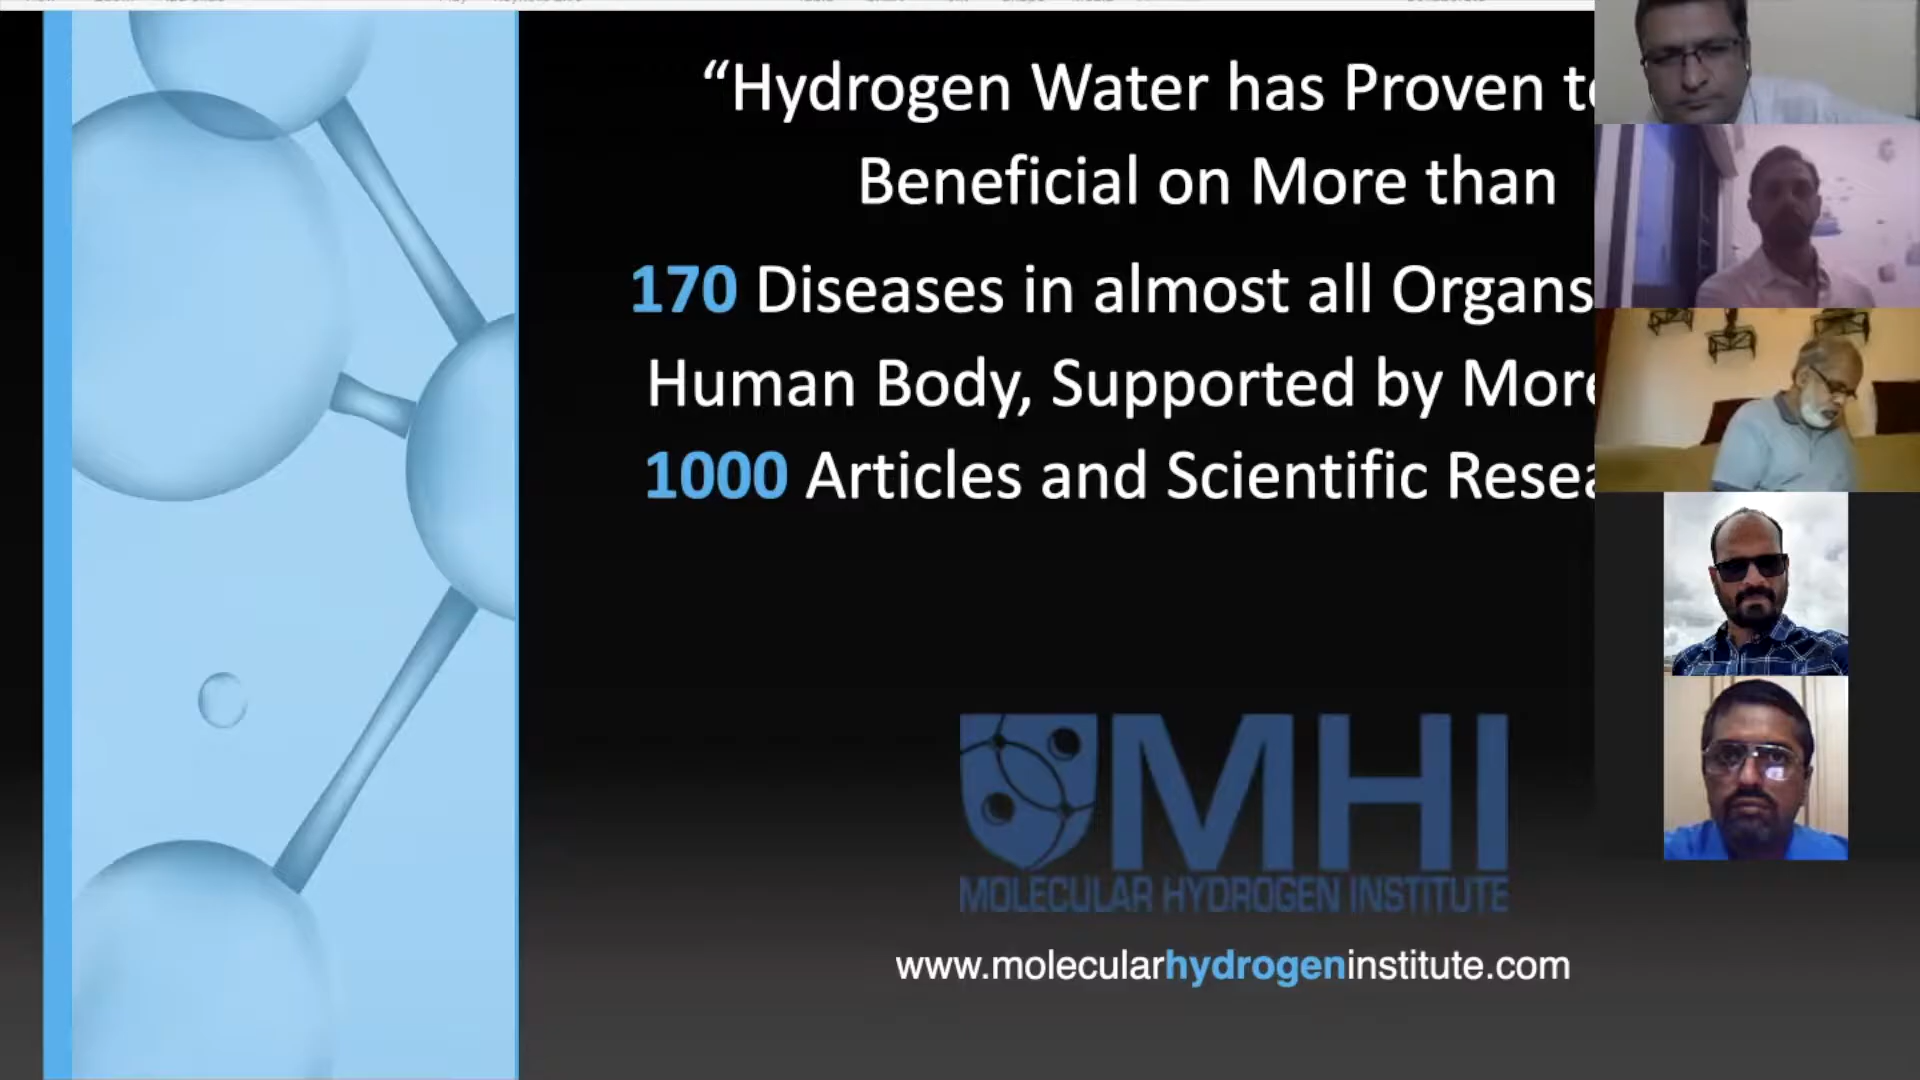 “Hydrogen Water has Proven
Beneficial on More than
170 Diseases in almost all Organs
Human Body, Supported by More
1000 Articles and Scientific
MHI
MOLECULAR HYDROGEN INSTITUTE
www.molecularhydrogeninstitute.com